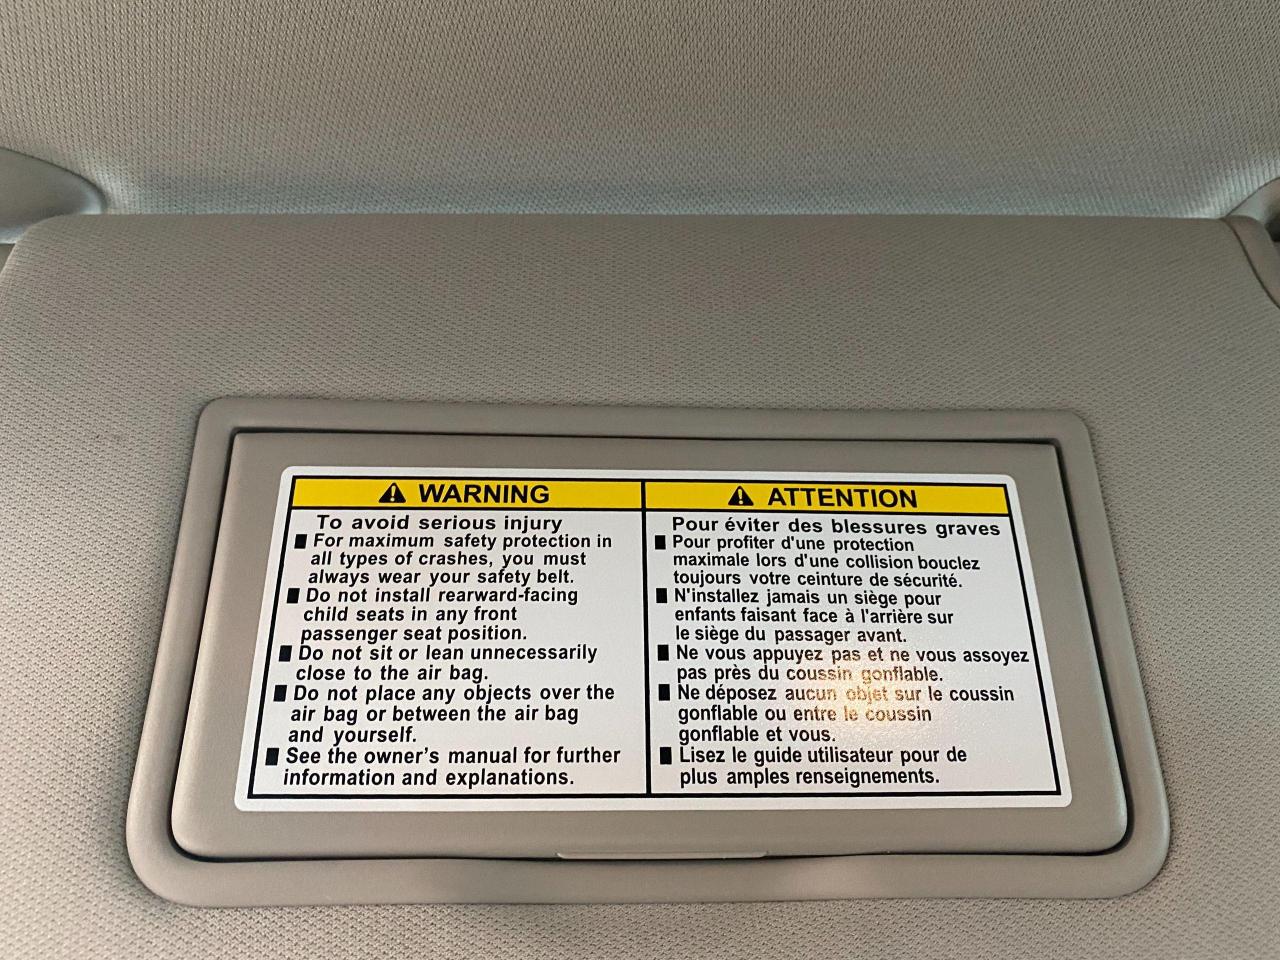 WARNING
To avoid serious injury
■ For maximum safety protection in
all types of crashes, you must
always wear your safety belt.
■ Do not install rearward-facing
child seats in any front
passenger seat position.
■ Do not sit or lean unnecessarily
close to the air bag.
■ Do not place any objects over the
air bag or between the air bag
and yourself.
■ See the owner's manual for further
information and explanations.
ATTENTION
Pour éviter des blessures graves
■ Pour profiter d'une protection
maximale lors d'une collision bouclez
toujours votre ceinture de sécurité.
■ N'installez jamais un siège pour
enfants faisant face à l'arrière sur
le siège du passager avant.
■ Ne vous appuyez pas et ne vous assoyez
pas près du coussin gonflable.
■ Ne déposez aucun objet sur le coussin
gonflable ou entre le coussin
gonflable et vous.
■ Lisez le guide utilisateur pour de
plus amples renseignements.